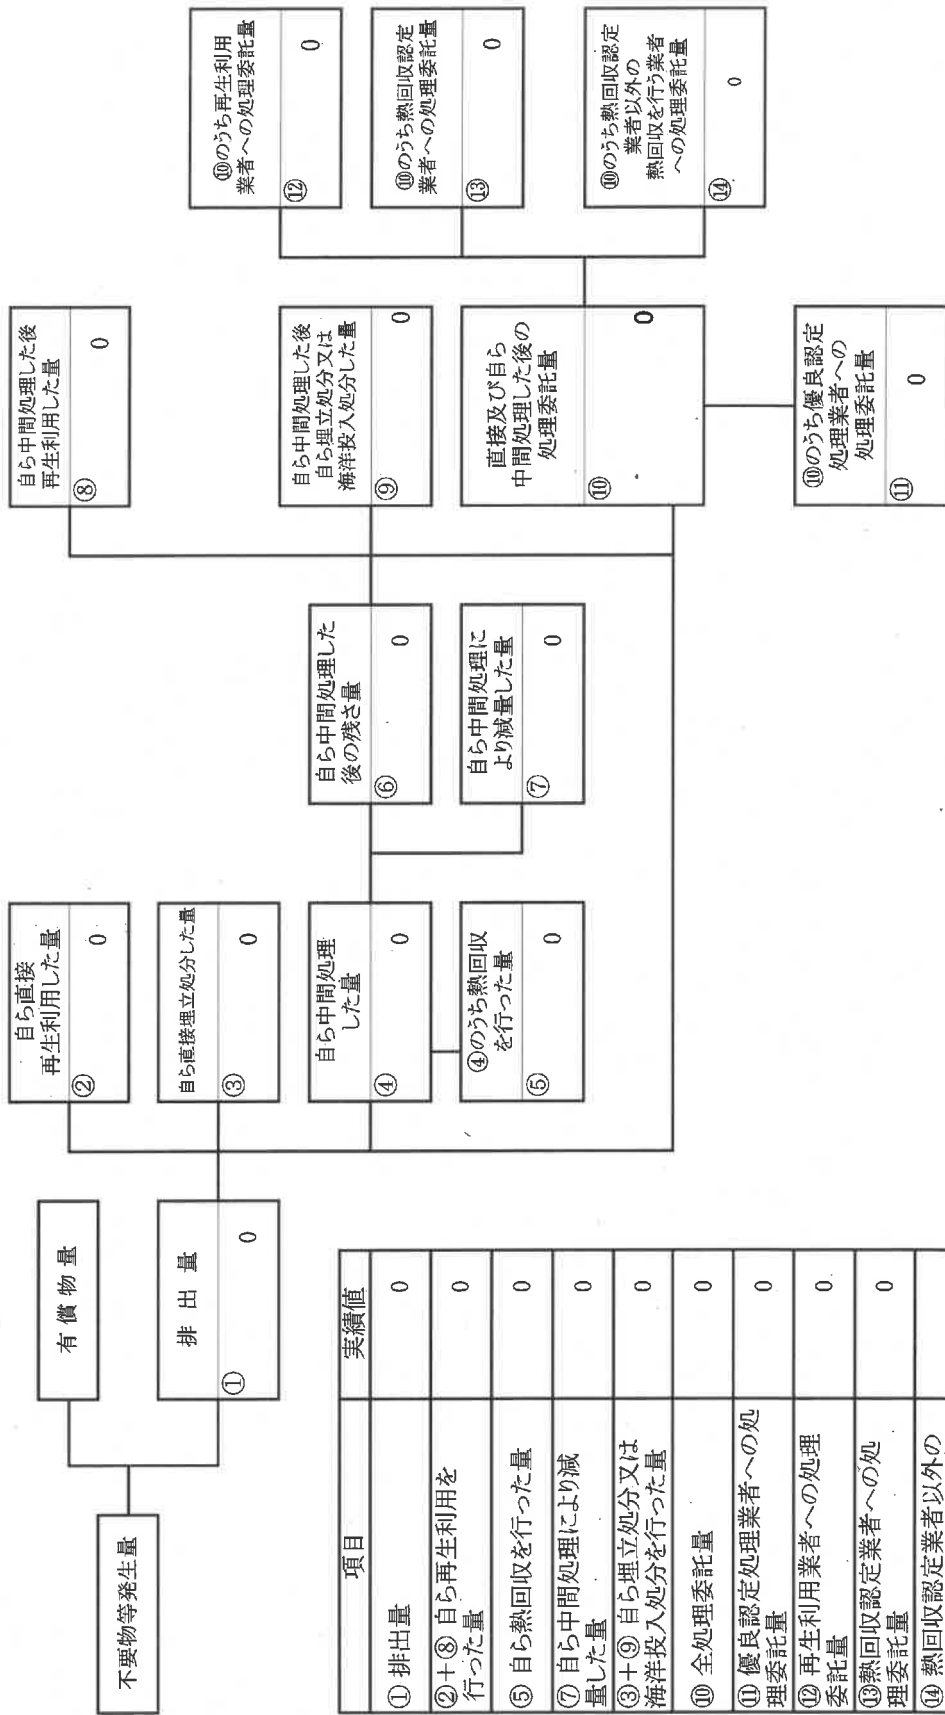 不要物等発生量
有償物量
排出量
①
0
自ら直接
再生利用した量
②
0
自ら直接埋立処分した量
③
0
自ら中間処理
した量
④
0
④のうち熱回収
を行った量
⑤
0
自ら中間処理した
後の残さ量
⑥
0
自ら中間処理に
より減量した量
⑦
0
自ら中間処理した後
再生利用した量
⑧
0
自ら中間処理した後
自ら埋立処分又は
海洋投入処分した量
⑨
0
直接及び自ら
中間処理した後の
処理委託量
⑩
0
⑩のうち優良認定
処理業者への
処理委託量
⑪
0
⑩のうち再生利用
業者への処理委託量
⑫
0
⑩のうち熱回収認定
業者への処理委託量
⑬
0
⑩のうち熱回収認定
業者以外の
熱回収を行う業者
への処理委託量
⑭
0
項目 実績値
①排出量 0
②+⑧自ら再生利用を
行った量 0
⑤自ら熱回収を行った量 0
⑦自ら中間処理により減
量した量 0
③+⑨自ら埋立処分又は
海洋投入処分を行った量 0
⑩全処理委託量 0
⑪優良認定処理業者への処
理委託量 0
⑫再生利用業者への処理
委託量 0
⑬熱回収認定業者への処
理委託量 0
⑭熱回収認定業者以外の